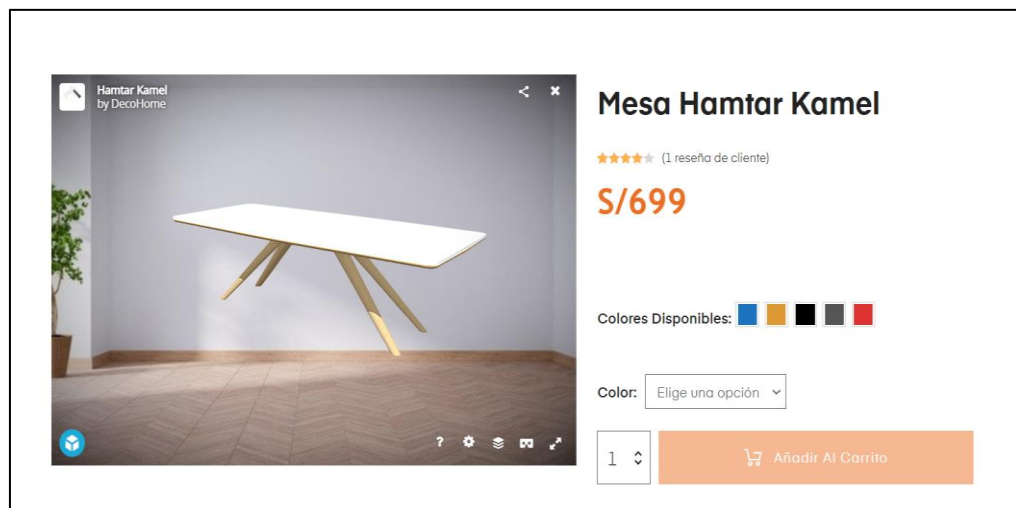 Hamtar Kamel
by DecoHome
Mesa Hamtar Kamel
(1 reseña de cliente)
S/699
Colores Disponibles:
Color: Elige una opción
1 Añadir Al Carrito
?